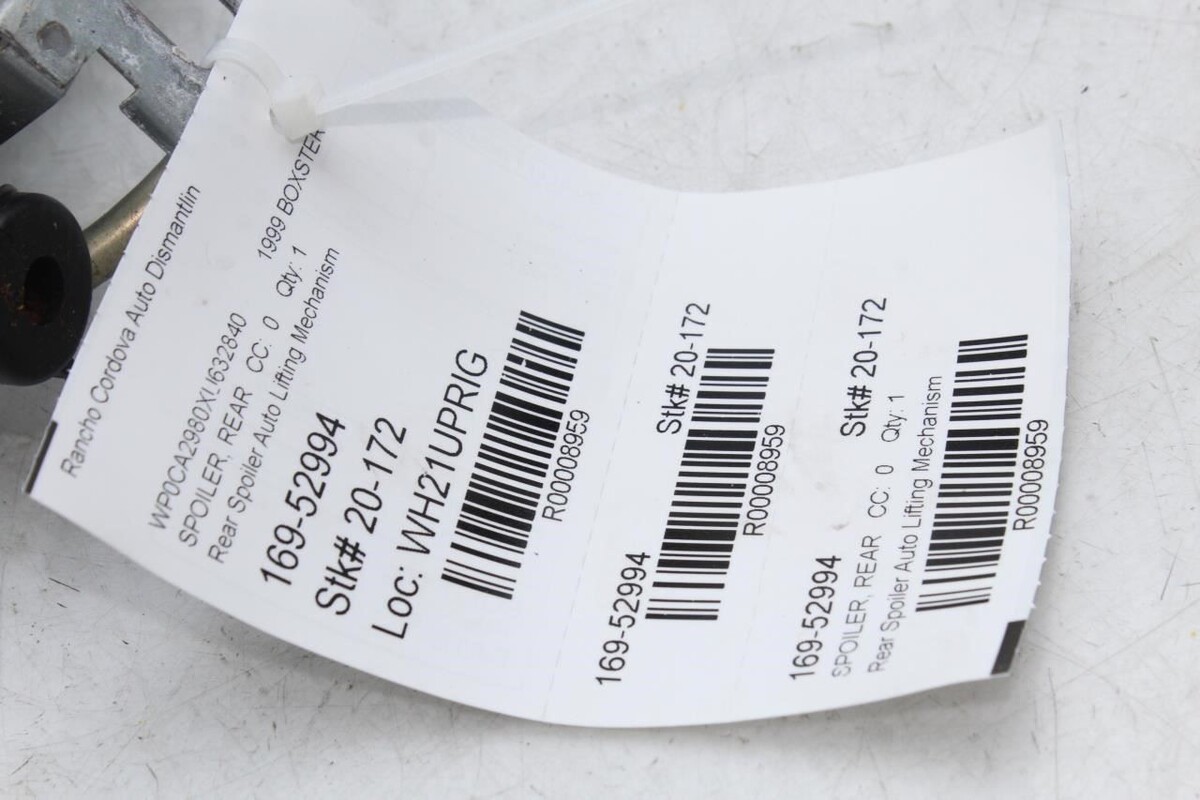 Rancho Cordova Auto Dismantlin
WP0CA2980XU632840 1999 BOXSTER
SPOILER, REAR CC: 0 Qty: 1
Rear Spoiler Auto Lifting Mechanism
169-52994
Stk# 20-172
Loc: WH21UPRIG
R00008959
169-52994 Stk# 20-172
R00008959
169-52994 Stk# 20-172
SPOILER, REAR CC: 0 Qty: 1
Rear Spoiler Auto Lifting Mechanism
R00008959